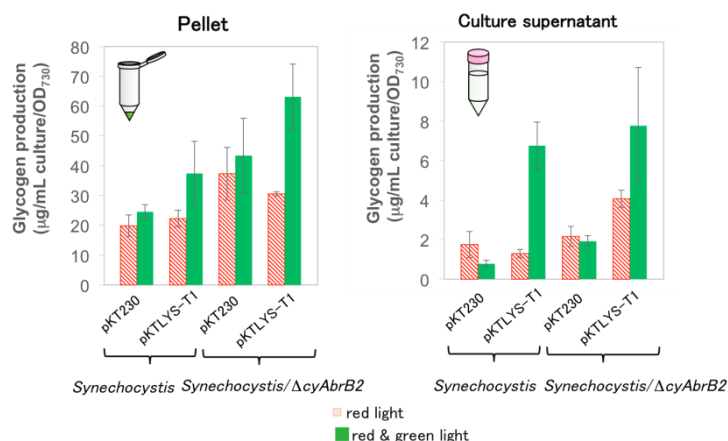 Pellet
Glycogen production
(μg/mL culture/OD730)
80
70
60
50
40
30
20
10
0
pKT230
pKTLYS-T1
pKT230
pKTLYS-T1
Synechocystis
Synechocystis/ΔcyAbrB2
Culture supernatant
Glycogen production
(μg/mL culture/OD730)
12
10
8
6
4
2
0
pKT230
pKTLYS-T1
pKT230
pKTLYS-T1
Synechocystis
Synechocystis/ΔcyAbrB2
red light
red & green light